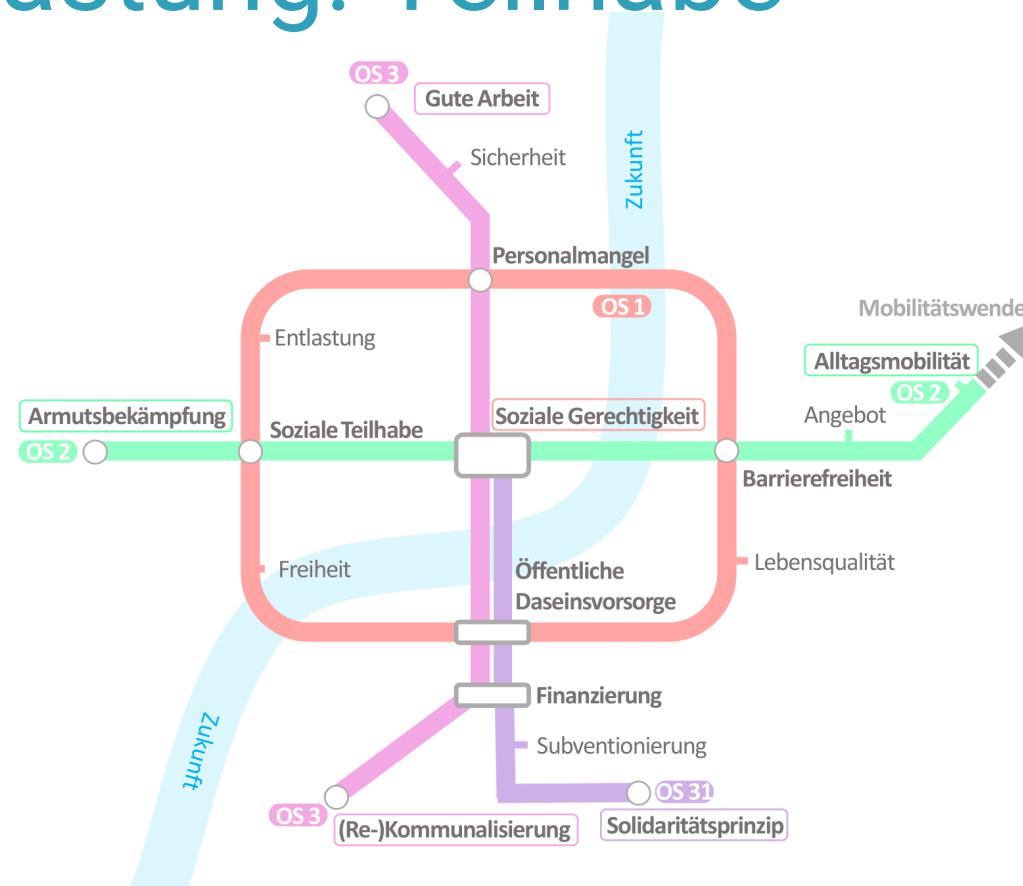 OS 3
Gute Arbeit
Sicherheit
Zukunft
Personalmangel
OS 1
Mobilitätswende
Entlastung
Alltagsmobilität
OS 2
Armutsbekämpfung
Soziale Teilhabe
Soziale Gerechtigkeit
Angebot
OS 2
Barrierefreiheit
Freiheit
Öffentliche
Daseinsvorsorge
Lebensqualität
Finanzierung
Zukunft
Subventionierung
OS 31
OS 3
(Re-)Kommunalisierung
Solidaritätsprinzip